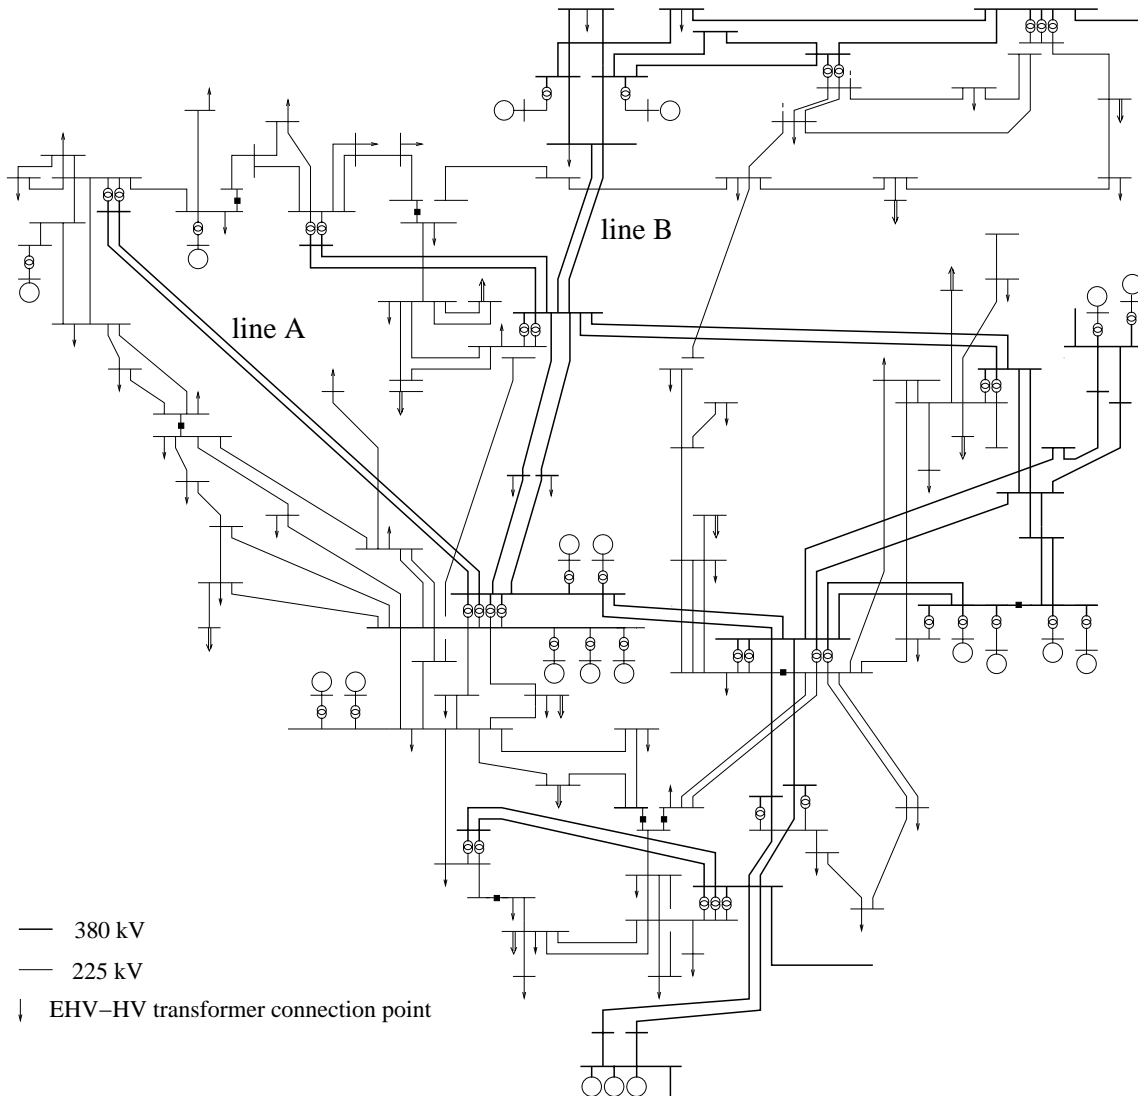 line B
line A
380 kV
225 kV
EHV−HV transformer connection point